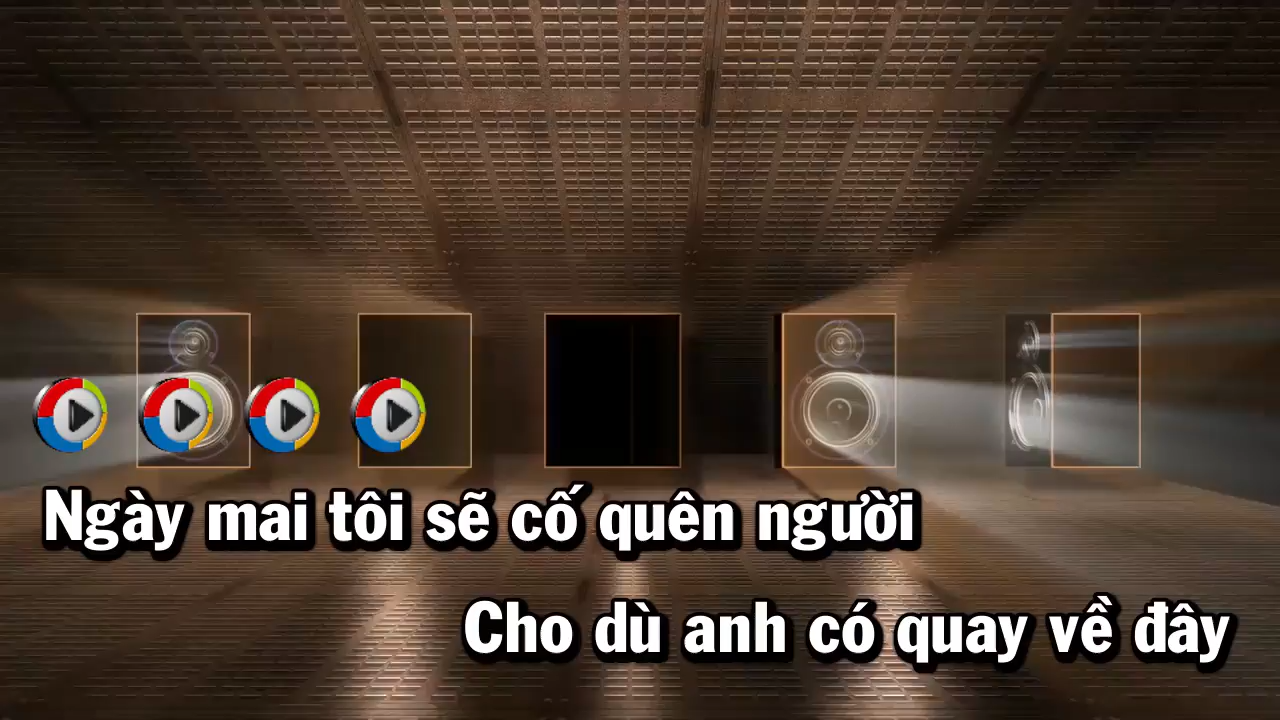 Ngày mai tôi sẽ cố quên người
Cho dù anh có quay về đây